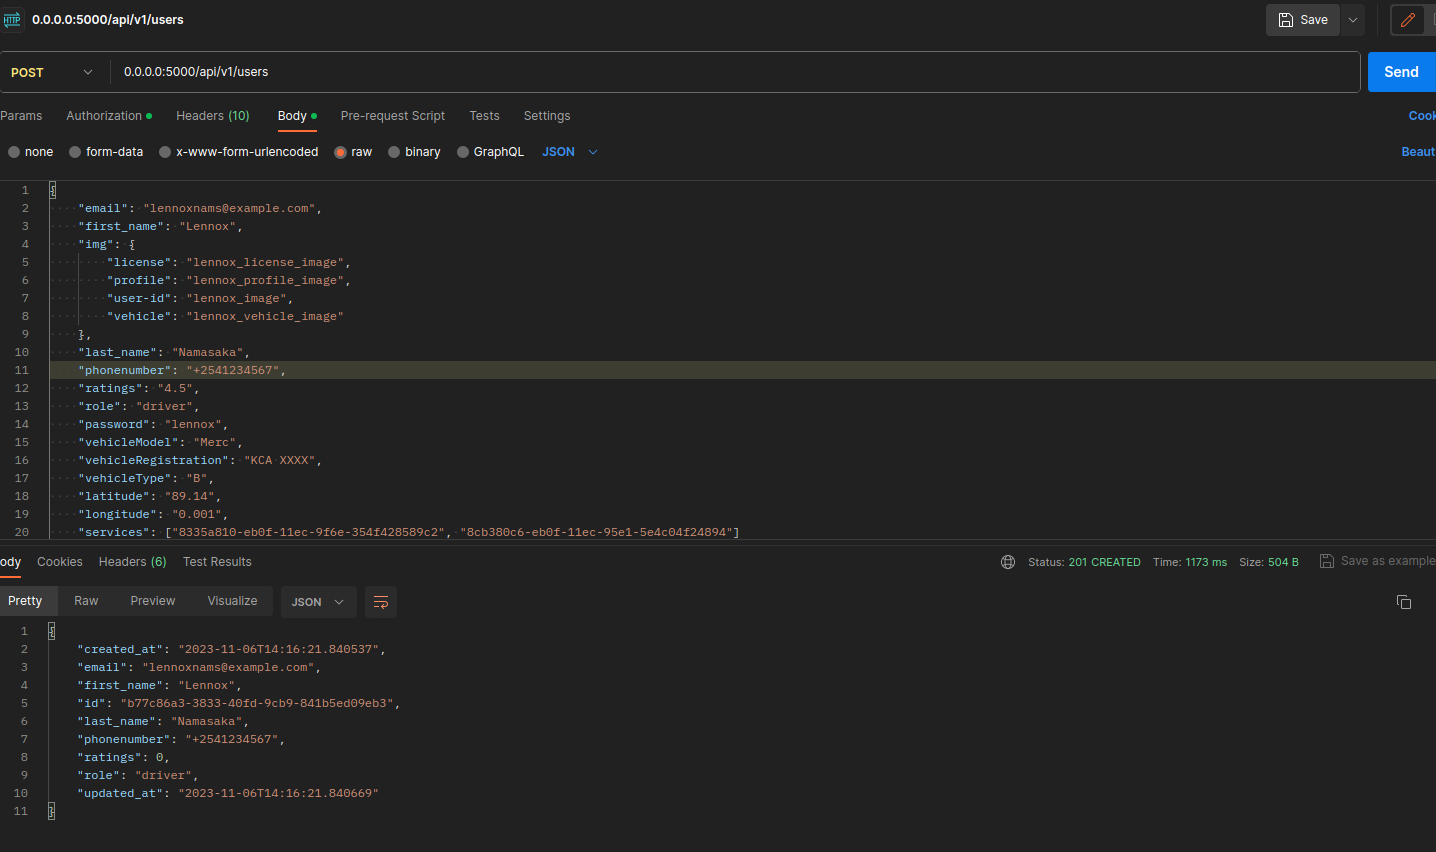 HTTP 0.0.0.0:5000/api/v1/users Save
POST 0.0.0.0:5000/api/v1/users Send
Params Authorization Headers (10) Body Pre-request Script Tests Settings Cook
none form-data x-www-form-urlencoded raw binary GraphQL JSON Beaut
1 {
2 "email": "lennoxnams@example.com",
3 "first_name": "Lennox",
4 "img": {
5 "license": "lennox_license_image",
6 "profile": "lennox_profile_image",
7 "user-id": "lennox_image",
8 "vehicle": "lennox_vehicle_image"
9 },
10 "last_name": "Namasaka",
11 "phonenumber": "+2541234567",
12 "ratings": "4.5",
13 "role": "driver",
14 "password": "lennox",
15 "vehicleModel": "Merc",
16 "vehicleRegistration": "KCA XXXX",
17 "vehicleType": "B",
18 "latitude": "89.14",
19 "longitude": "0.001",
20 "services": ["8335a810-eb0f-11ec-9f6e-354f428589c2", "8cb380c6-eb0f-11ec-95e1-5e4c04f24894"]
ody Cookies Headers (6) Test Results Status: 201 CREATED Time: 1173 ms Size: 504 B Save as example
Pretty Raw Preview Visualize JSON
1 {
2 "created_at": "2023-11-06T14:16:21.840537",
3 "email": "lennoxnams@example.com",
4 "first_name": "Lennox",
5 "id": "b77c86a3-3833-40fd-9cb9-841b5ed09eb3",
6 "last_name": "Namasaka",
7 "phonenumber": "+2541234567",
8 "ratings": 0,
9 "role": "driver",
10 "updated_at": "2023-11-06T14:16:21.840669"
11 }